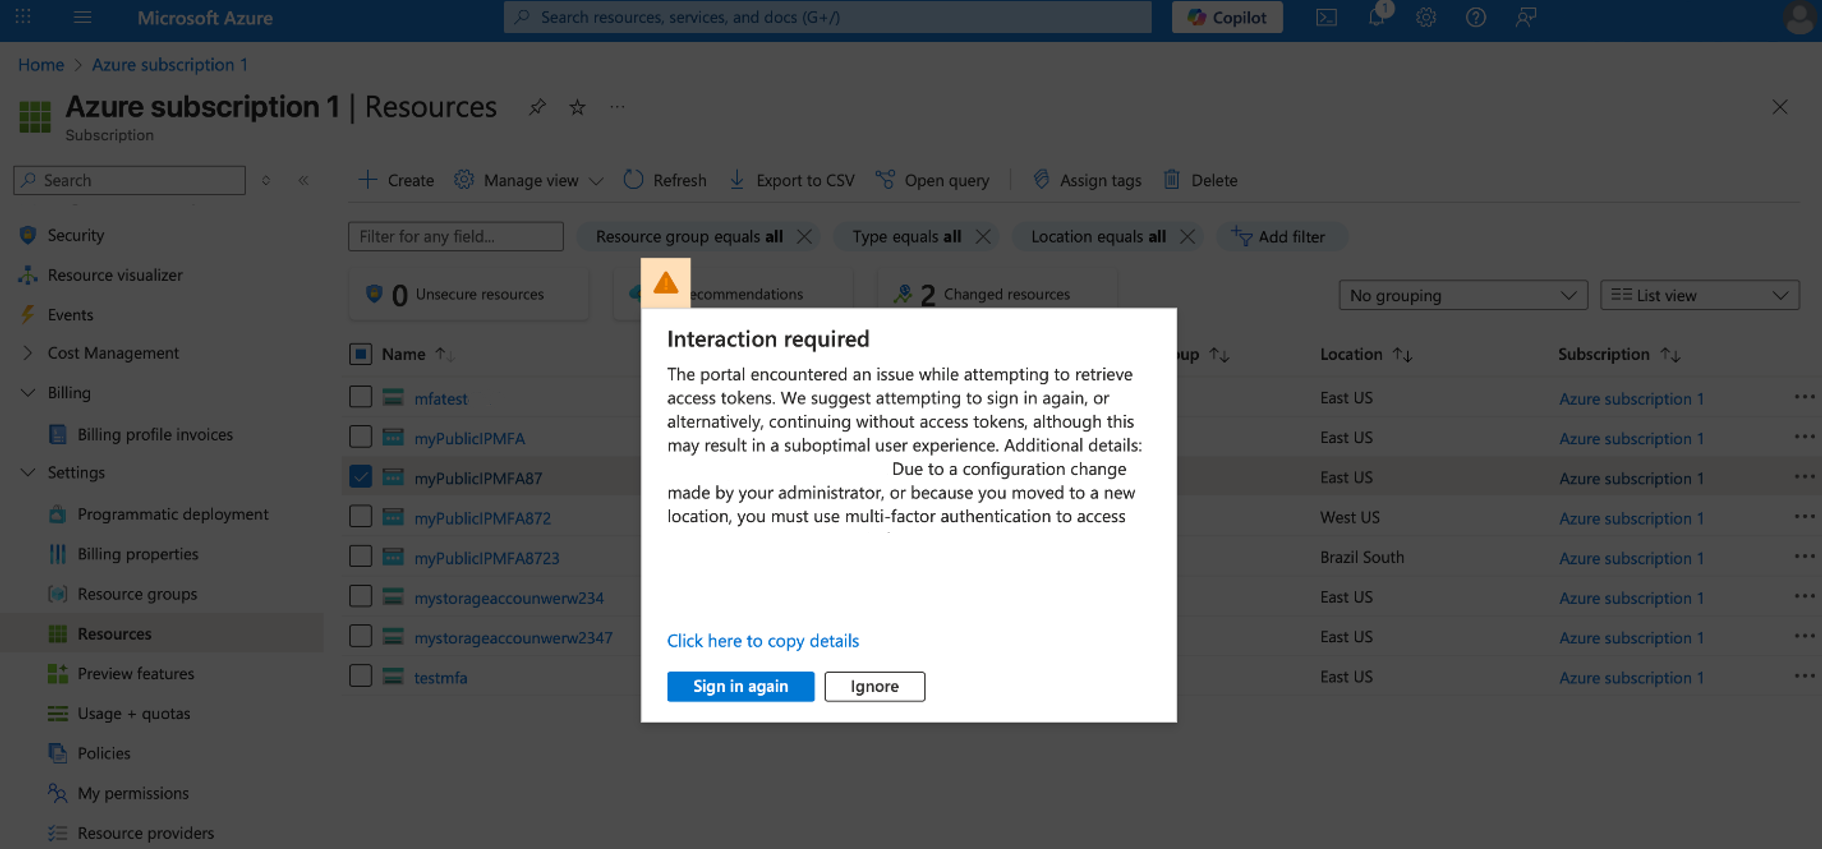 Microsoft Azure
Search resources, services, and docs (G+/)
Copilot
1
Home > Azure subscription 1
Azure subscription 1 | Resources
Subscription
Search
Create
Manage view
Refresh
Export to CSV
Open query
Assign tags
Delete
Security
Resource visualizer
Events
Cost Management
Billing
Billing profile invoices
Settings
Programmatic deployment
Billing properties
Resource groups
Resources
Preview features
Usage + quotas
Policies
My permissions
Resource providers
Filter for any field...
Resource group equals all
Type equals all
Location equals all
Add filter
0 Unsecure resources
ecommendations
2 Changed resources
No grouping
List view
Name
up
Location
Subscription
mfatest
East US
Azure subscription 1
myPublicIPMFA
East US
Azure subscription 1
myPublicIPMFA87
East US
Azure subscription 1
myPublicIPMFA872
West US
Azure subscription 1
myPublicIPMFA8723
Brazil South
Azure subscription 1
mystorageaccounwerw234
East US
Azure subscription 1
mystorageaccounwerw2347
East US
Azure subscription 1
testmfa
East US
Azure subscription 1
Interaction required
The portal encountered an issue while attempting to retrieve
access tokens. We suggest attempting to sign in again, or
alternatively, continuing without access tokens, although this
may result in a suboptimal user experience. Additional details:
Due to a configuration change
made by your administrator, or because you moved to a new
location, you must use multi-factor authentication to access
Click here to copy details
Sign in again
Ignore